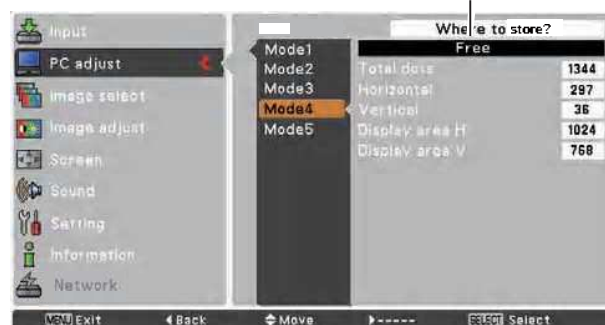 Input
PC adjust
Image select
Image adjust
Screen
Sound
Setting
Information
Network
Mode1
Mode2
Mode3
Mode4
Mode5
Where to store?
Free
Total dots 1344
Horizontal 297
Vertical 36
Display area H 1024
Display area V 768
MENU Exit Back Move ----- SELECT Select